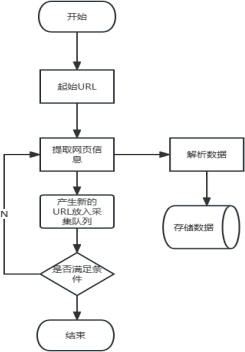 开始
起始URL
提取网页信
息
解析数据
产生新的
URL放入采
集队列
存储数据
N
是否满足条
件
结束